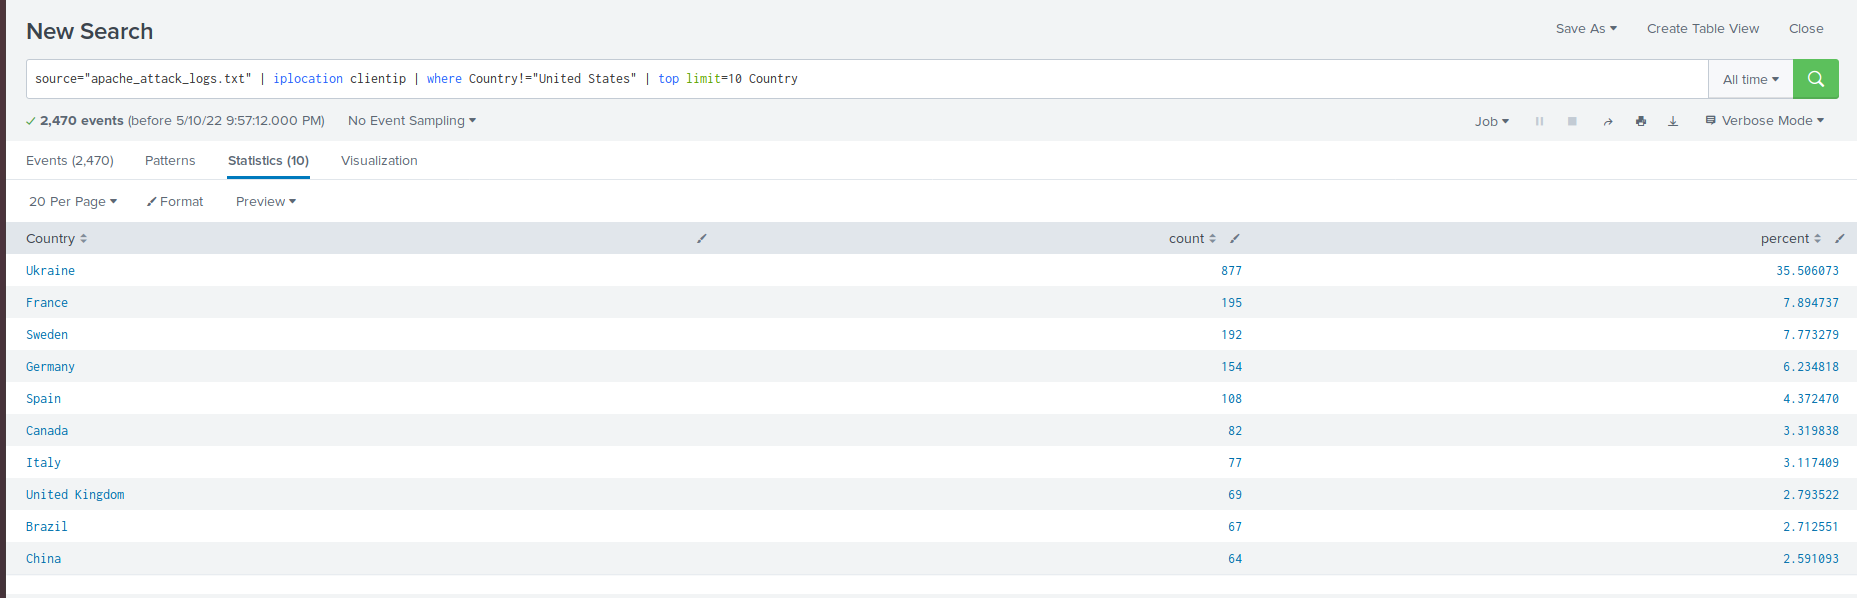 New Search
Save As Create Table View Close
source="apache_attack_logs.txt" | iplocation clientip | where Country!="United States" | top limit=10 Country
All time
2,470 events (before 5/10/22 9:57:12.000 PM) No Event Sampling
Job Verbose Mode
Events (2,470) Patterns Statistics (10) Visualization
20 Per Page Format Preview
Country count percent
Ukraine 877 35.506073
France 195 7.894737
Sweden 192 7.773279
Germany 154 6.234818
Spain 108 4.372470
Canada 82 3.319838
Italy 77 3.117409
United Kingdom 69 2.793522
Brazil 67 2.712551
China 64 2.591093